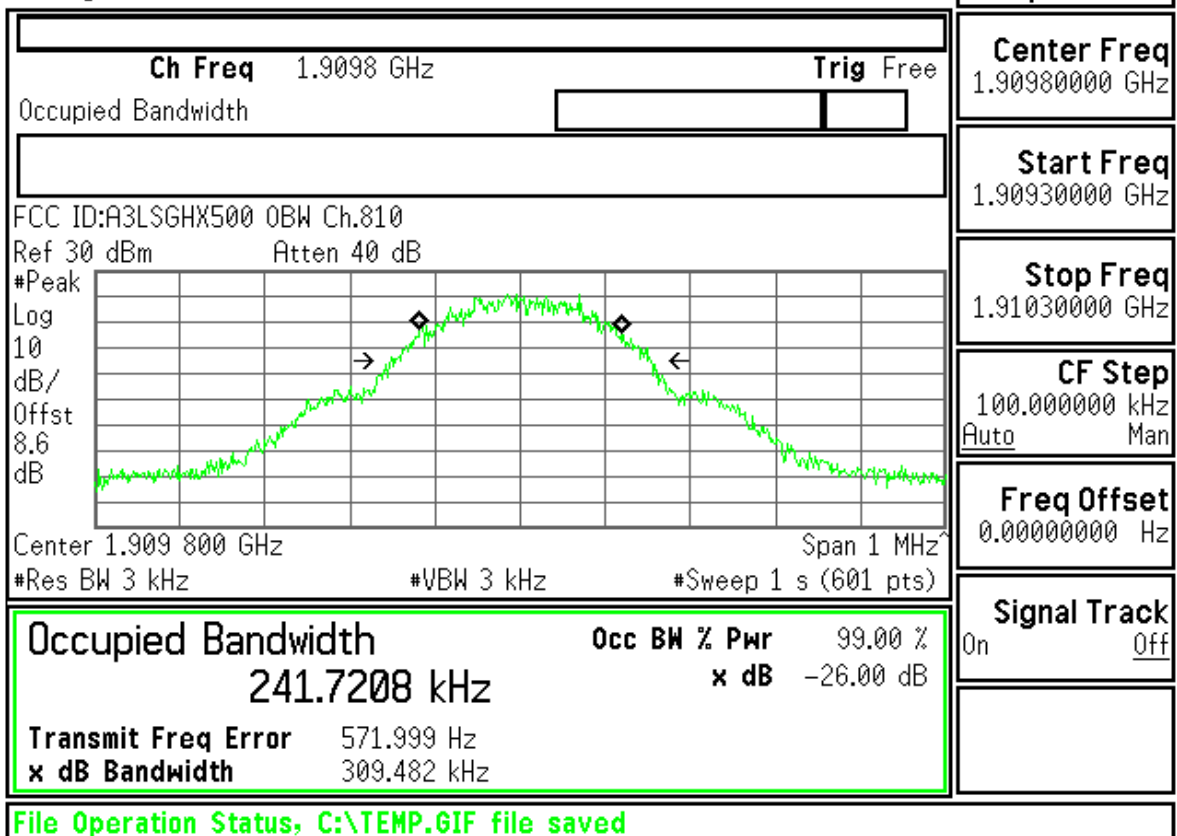 Ch Freq 1.9098 GHz Trig Free
Occupied Bandwidth
FCC ID:A3LSGHX500 OBW Ch.810
Ref 30 dBm Atten 40 dB
#Peak
Log
10
dB/
Offst
8.6
dB
Center 1.909 800 GHz Span 1 MHz^
#Res BW 3 kHz #VBW 3 kHz #Sweep 1 s (601 pts)
Occupied Bandwidth
241.7208 kHz
Occ BW % Pwr 99.00 %
x dB -26.00 dB
Transmit Freq Error 571.999 Hz
x dB Bandwidth 309.482 kHz
File Operation Status, C:\TEMP.GIF file saved
Center Freq
1.90980000 GHz
Start Freq
1.90930000 GHz
Stop Freq
1.91030000 GHz
CF Step
100.000000 kHz
Auto Man
Freq Offset
0.00000000 Hz
Signal Track
On Off